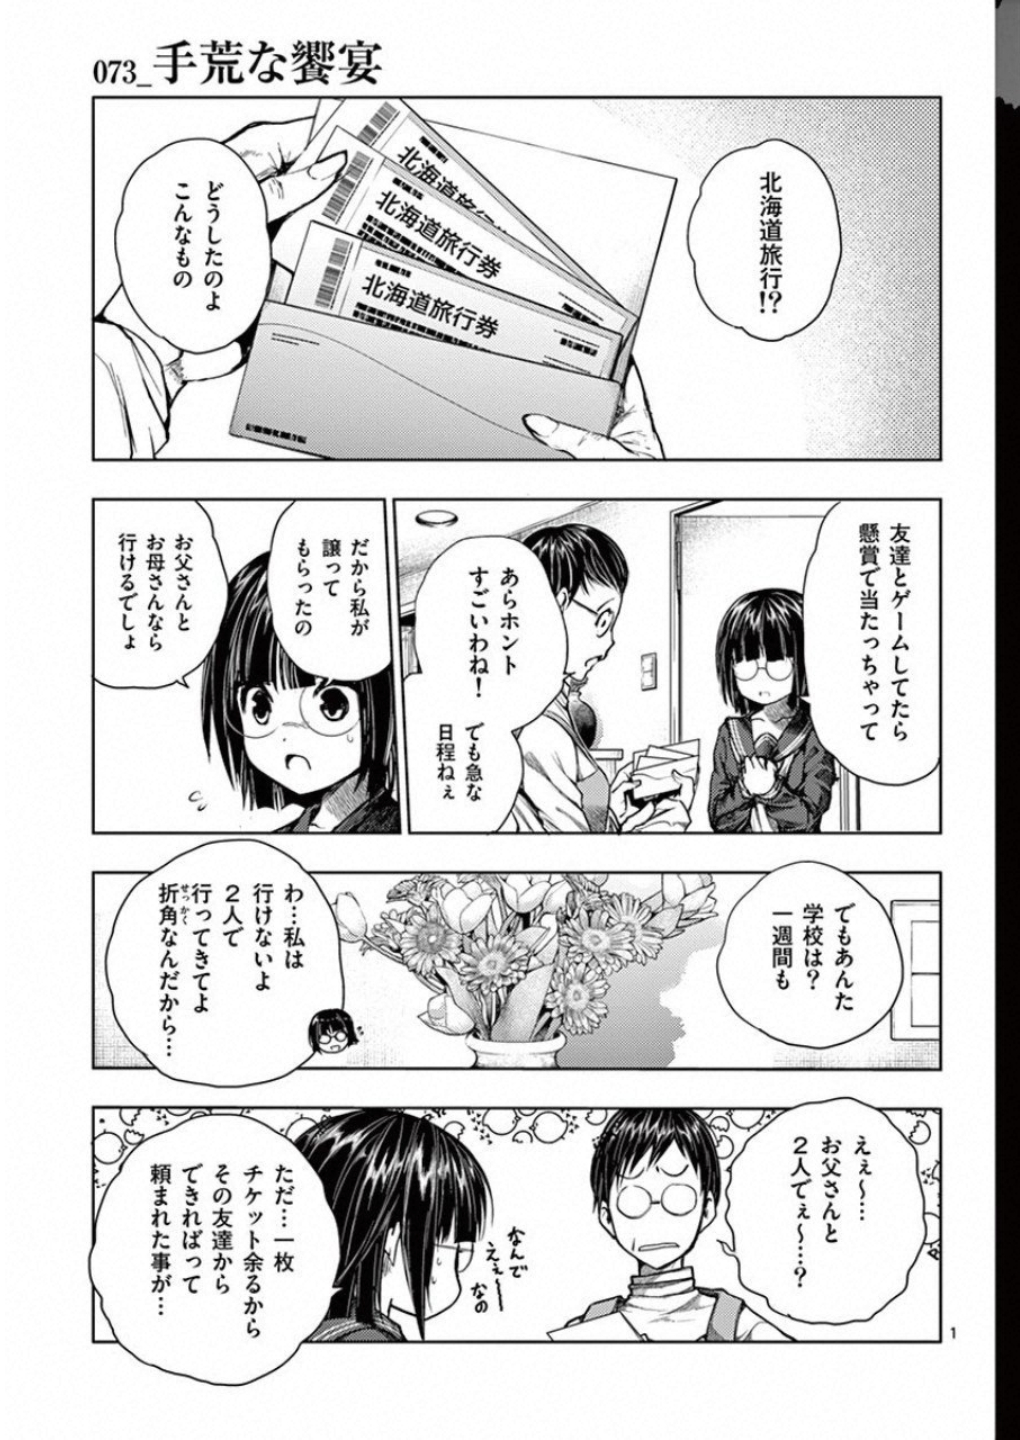 073_手荒な饗宴
北海道旅行!?
どうしたのよ
こんなもの
北海道旅行券
北海道旅行券
北海道旅行券
友達とゲームしてたら
懸賞で当たっちゃって
あらホント
すごいわね!
でも急な
日程ねぇ
だから私が
譲って
もらったの
お父さんと
お母さんなら
行けるでしょ
でもあんた
学校は?
一週間も
わ…私は
行けないよ
2人で
行ってきてよ
折角なんだから…
せっかく
えぇ〜…
お父さんと
2人でぇ〜…?
なんで
えぇ〜
なの
ただ…一枚
チケット余るから
その友達から
できればって
頼まれた事が…
1